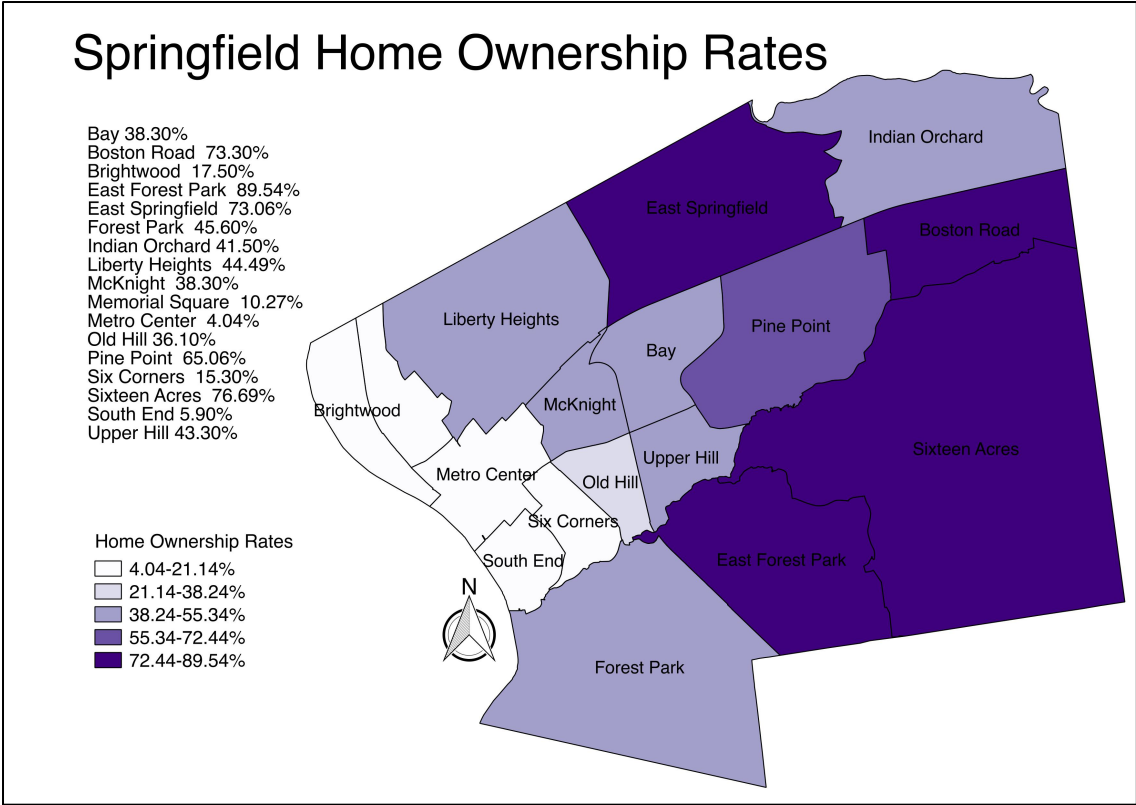 Springfield Home Ownership Rates
Bay 38.30%
Boston Road 73.30%
Brightwood 17.50%
East Forest Park 89.54%
East Springfield 73.06%
Forest Park 45.60%
Indian Orchard 41.50%
Liberty Heights 44.49%
McKnight 38.30%
Memorial Square 10.27%
Metro Center 4.04%
Old Hill 36.10%
Pine Point 65.06%
Six Corners 15.30%
Sixteen Acres 76.69%
South End 5.90%
Upper Hill 43.30%
Indian Orchard
East Springfield
Boston Road
Liberty Heights
Pine Point
Bay
McKnight
Brightwood
Sixteen Acres
Upper Hill
Metro Center
Old Hill
Six Corners
South End
East Forest Park
Forest Park
Home Ownership Rates
4.04-21.14%
21.14-38.24%
38.24-55.34%
55.34-72.44%
72.44-89.54%
N